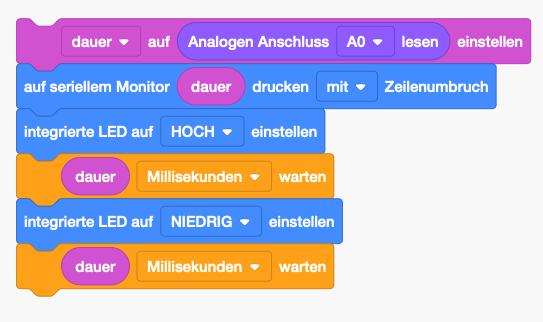 dauer auf Analogen Anschluss A0 lesen einstellen
auf seriellem Monitor dauer drucken mit Zeilenumbruch
integrierte LED auf HOCH einstellen
dauer Millisekunden warten
integrierte LED auf NIEDRIG einstellen
dauer Millisekunden warten